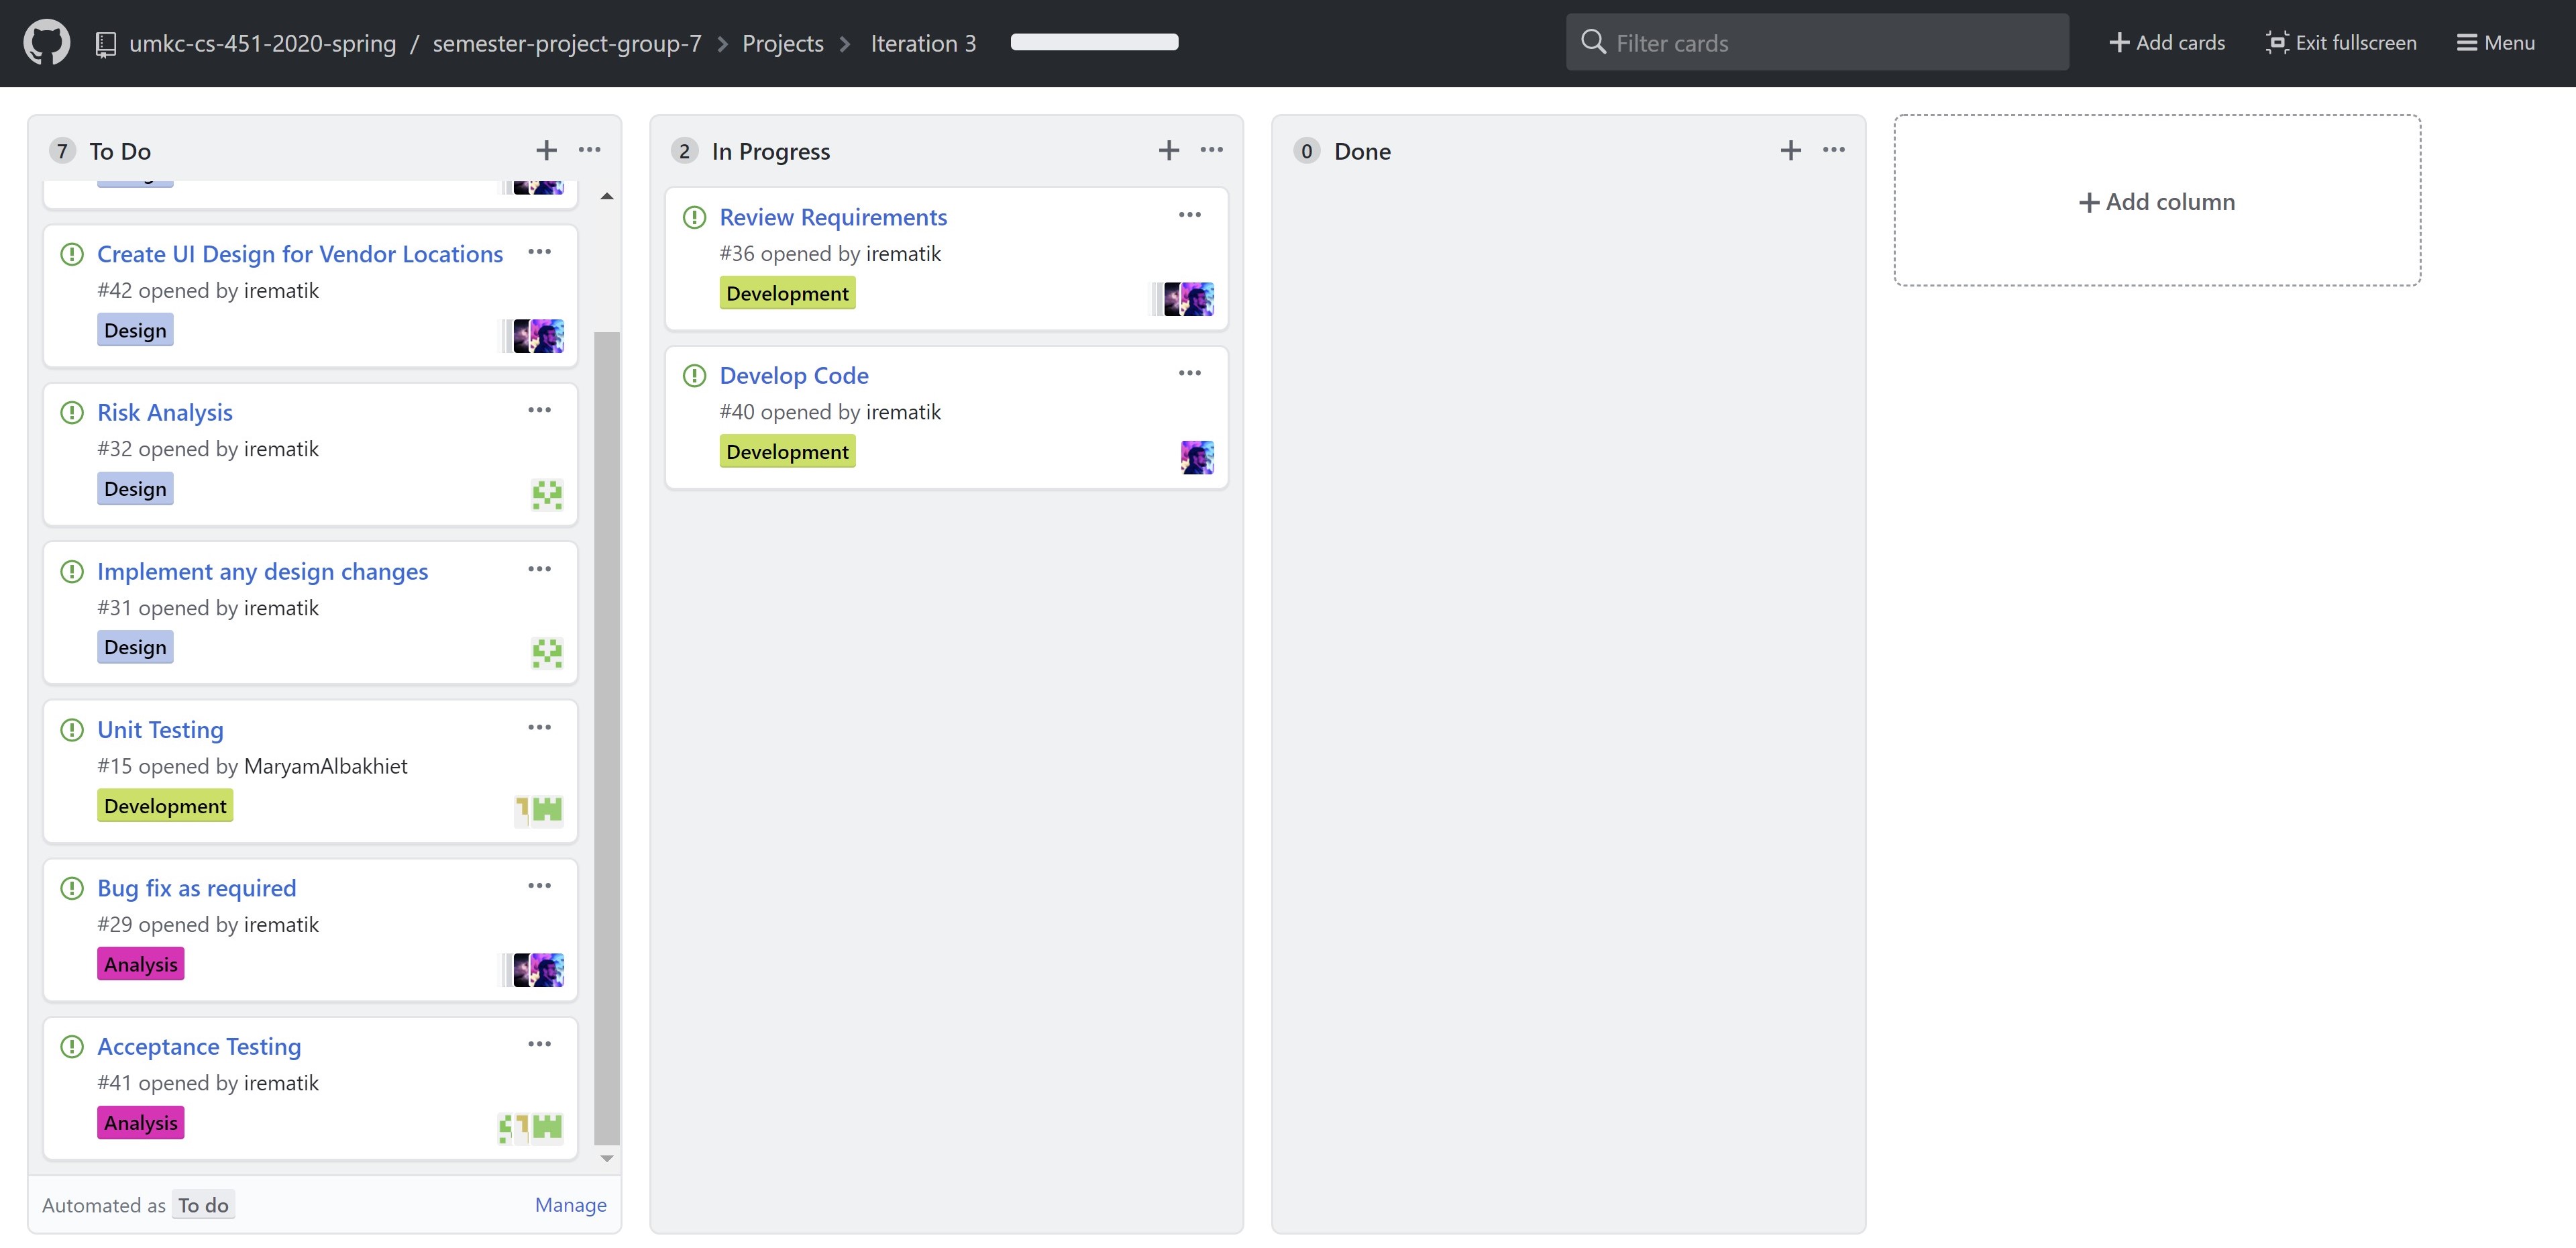 umkc-cs-451-2020-spring / semester-project-group-7 > Projects > Iteration 3
Filter cards
+ Add cards
Exit fullscreen
Menu
7 To Do
Create UI Design for Vendor Locations
#42 opened by irematik
Design
Risk Analysis
#32 opened by irematik
Design
Implement any design changes
#31 opened by irematik
Design
Unit Testing
#15 opened by MaryamAlbakhiet
Development
Bug fix as required
#29 opened by irematik
Analysis
Acceptance Testing
#41 opened by irematik
Analysis
Automated as To do
Manage
2 In Progress
Review Requirements
#36 opened by irematik
Development
Develop Code
#40 opened by irematik
Development
0 Done
+ Add column